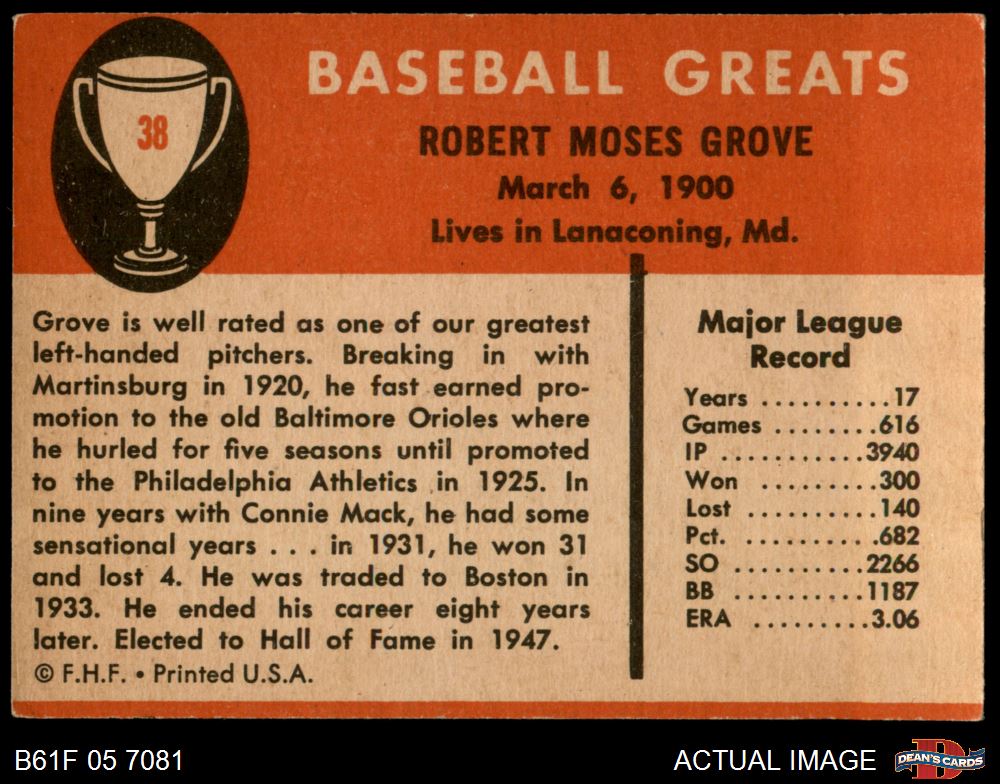 38
BASEBALL GREATS
ROBERT MOSES GROVE
March 6, 1900
Lives in Lanaconing, Md.
Grove is well rated as one of our greatest
left-handed pitchers. Breaking in with
Martinsburg in 1920, he fast earned pro-
motion to the old Baltimore Orioles where
he hurled for five seasons until promoted
to the Philadelphia Athletics in 1925. In
nine years with Connie Mack, he had some
sensational years . . . in 1931, he won 31
and lost 4. He was traded to Boston in
1933. He ended his career eight years
later. Elected to Hall of Fame in 1947.
© F.H.F. • Printed U.S.A.
Major League
Record
Years ..........17
Games ........616
IP ...........3940
Won .........300
Lost ..........140
Pct. ..........682
SO ..........2266
BB ..........1187
ERA .........3.06
B61F 05 7081
ACTUAL IMAGE
DEAN'S CARDS